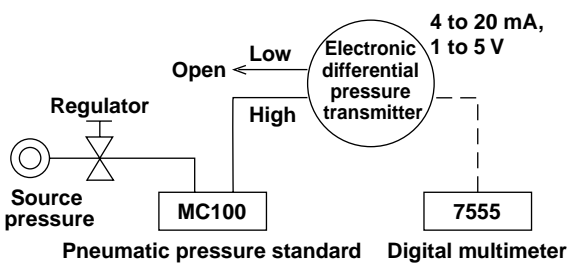 4 to 20 mA,
1 to 5 V
Electronic
differential
pressure
transmitter
Low
Open
High
Regulator
Source
pressure
MC100
7555
Pneumatic pressure standard
Digital multimeter